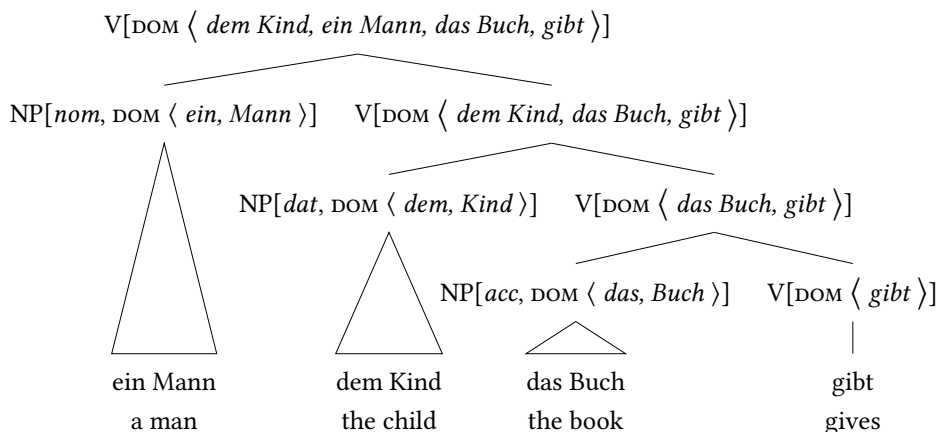 V[DOM ⟨ dem Kind, ein Mann, das Buch, gibt ⟩]
NP[nom, DOM ⟨ ein, Mann ⟩] V[DOM ⟨ dem Kind, das Buch, gibt ⟩]
NP[dat, DOM ⟨ dem, Kind ⟩] V[DOM ⟨ das Buch, gibt ⟩]
NP[acc, DOM ⟨ das, Buch ⟩] V[DOM ⟨ gibt ⟩]
ein Mann dem Kind das Buch gibt
a man the child the book gives